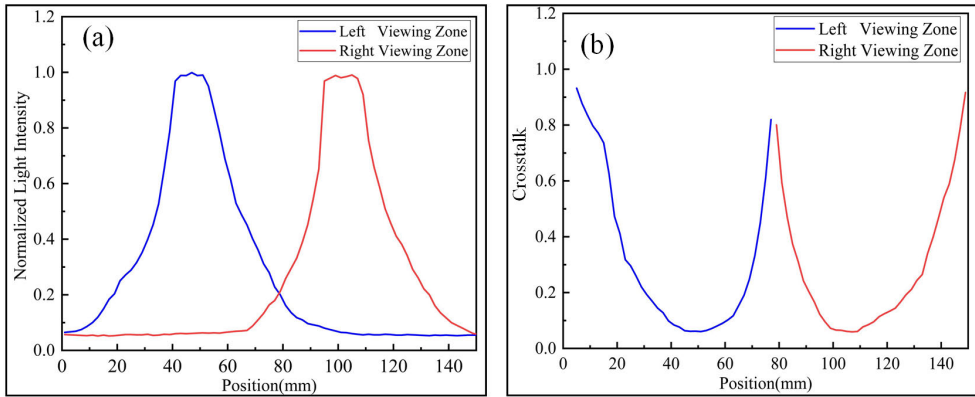 (a)
Left Viewing Zone
Right Viewing Zone
Normalized Light Intensity
1.2
1.0
0.8
0.6
0.4
0.2
0.0
0 20 40 60 80 100 120 140
Position(mm)
(b)
Left Viewing Zone
Right Viewing Zone
Crosstalk
1.2
1.0
0.8
0.6
0.4
0.2
0.0
0 20 40 60 80 100 120 140
Position(mm)